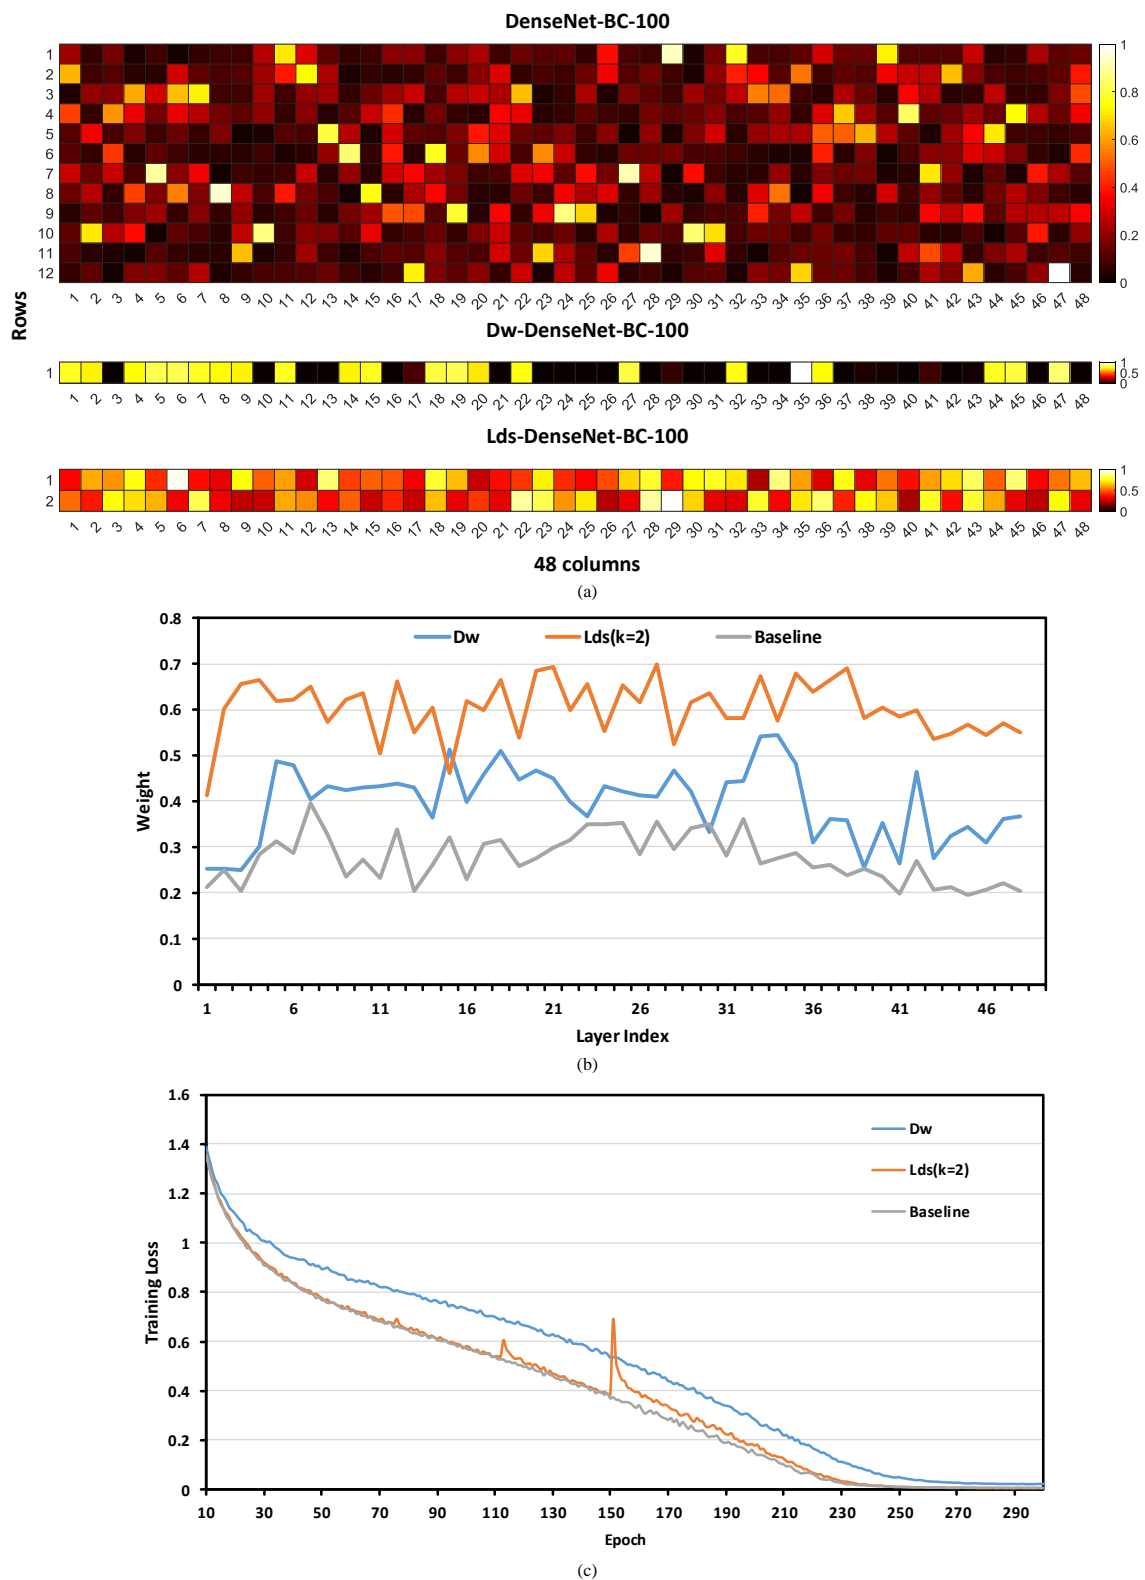 DenseNet-BC-100
1
2
3
4
5
6
7
8
9
10
11
12
1
0.8
0.6
0.4
0.2
0
1 2 3 4 5 6 7 8 9 10 11 12 13 14 15 16 17 18 19 20 21 22 23 24 25 26 27 28 29 30 31 32 33 34 35 36 37 38 39 40 41 42 43 44 45 46 47 48
Rows
Dw-DenseNet-BC-100
1
1
0.5
0
1 2 3 4 5 6 7 8 9 10 11 12 13 14 15 16 17 18 19 20 21 22 23 24 25 26 27 28 29 30 31 32 33 34 35 36 37 38 39 40 41 42 43 44 45 46 47 48
Lds-DenseNet-BC-100
1
2
1
0.5
0
1 2 3 4 5 6 7 8 9 10 11 12 13 14 15 16 17 18 19 20 21 22 23 24 25 26 27 28 29 30 31 32 33 34 35 36 37 38 39 40 41 42 43 44 45 46 47 48
48 columns
(a)
0.8
0.7
0.6
0.5
0.4
0.3
0.2
0.1
0
Weight
Dw Lds(k=2) Baseline
1 6 11 16 21 26 31 36 41 46
Layer Index
(b)
1.6
1.4
1.2
1
0.8
0.6
0.4
0.2
0
Training Loss
Dw
Lds(k=2)
Baseline
10 30 50 70 90 110 130 150 170 190 210 230 250 270 290
Epoch
(c)